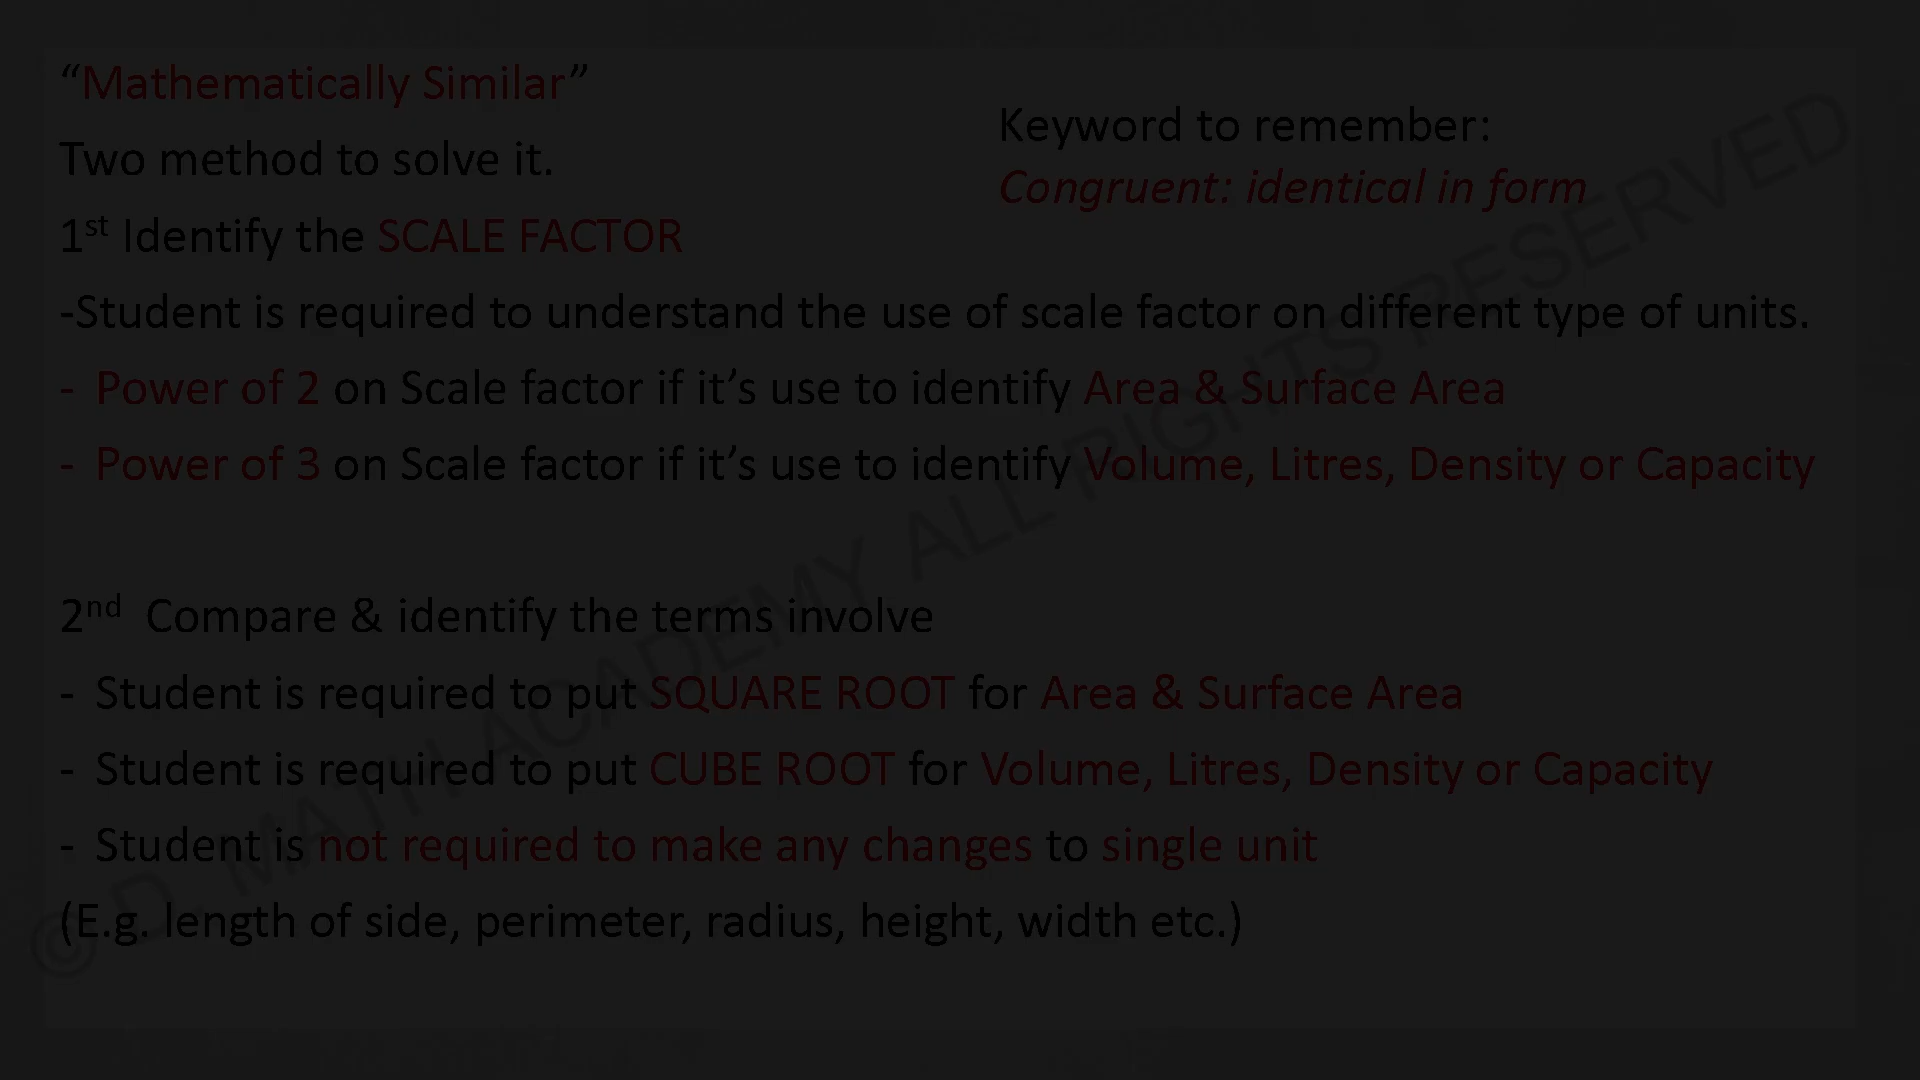 “Mathematically Similar”
Two method to solve it.
Keyword to remember:
Congruent: identical in form
1st Identify the SCALE FACTOR
-Student is required to understand the use of scale factor on different type of units.
- Power of 2 on Scale factor if it’s use to identify Area & Surface Area
- Power of 3 on Scale factor if it’s use to identify Volume, Litres, Density or Capacity
2nd Compare & identify the terms involve
- Student is required to put SQUARE ROOT for Area & Surface Area
- Student is required to put CUBE ROOT for Volume, Litres, Density or Capacity
- Student is not required to make any changes to single unit
(E.g. length of side, perimeter, radius, height, width etc.)
© D. MATH ACADEMY ALL RIGHTS RESERVED